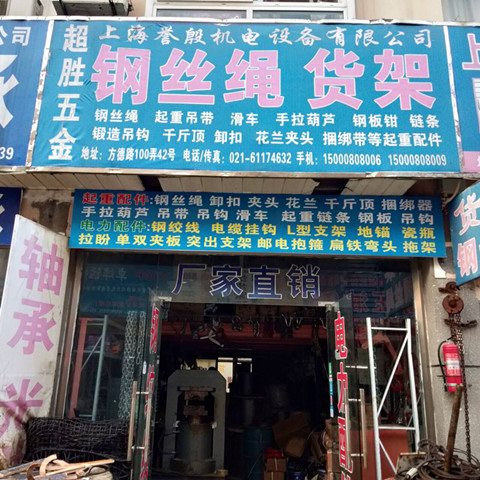 公司
39
超胜五金
上海誉殷机电设备有限公司
钢丝绳 货架
钢丝绳 起重吊带 滑车 手拉葫芦 钢板钳 链条
锻造吊钩 千斤顶 卸扣 花兰夹头 捆绑带等起重配件
地址:方德路100弄42号 电话/传真:021-61174632 手机:15000808006 15000808009
上
起重配件:钢丝绳 卸扣 夹头 花兰 千斤顶 捆绑器
手拉葫芦 吊带 吊钩 滑车 起重链条 钢板 吊钩
电力配件:钢绞线 电缆挂钩 L型支架 地锚 瓷瓶
拉盼 单双夹板 突出支架 邮电抱箍 扁铁弯头 拖架
货
钢
厂家直销
轴承
电力